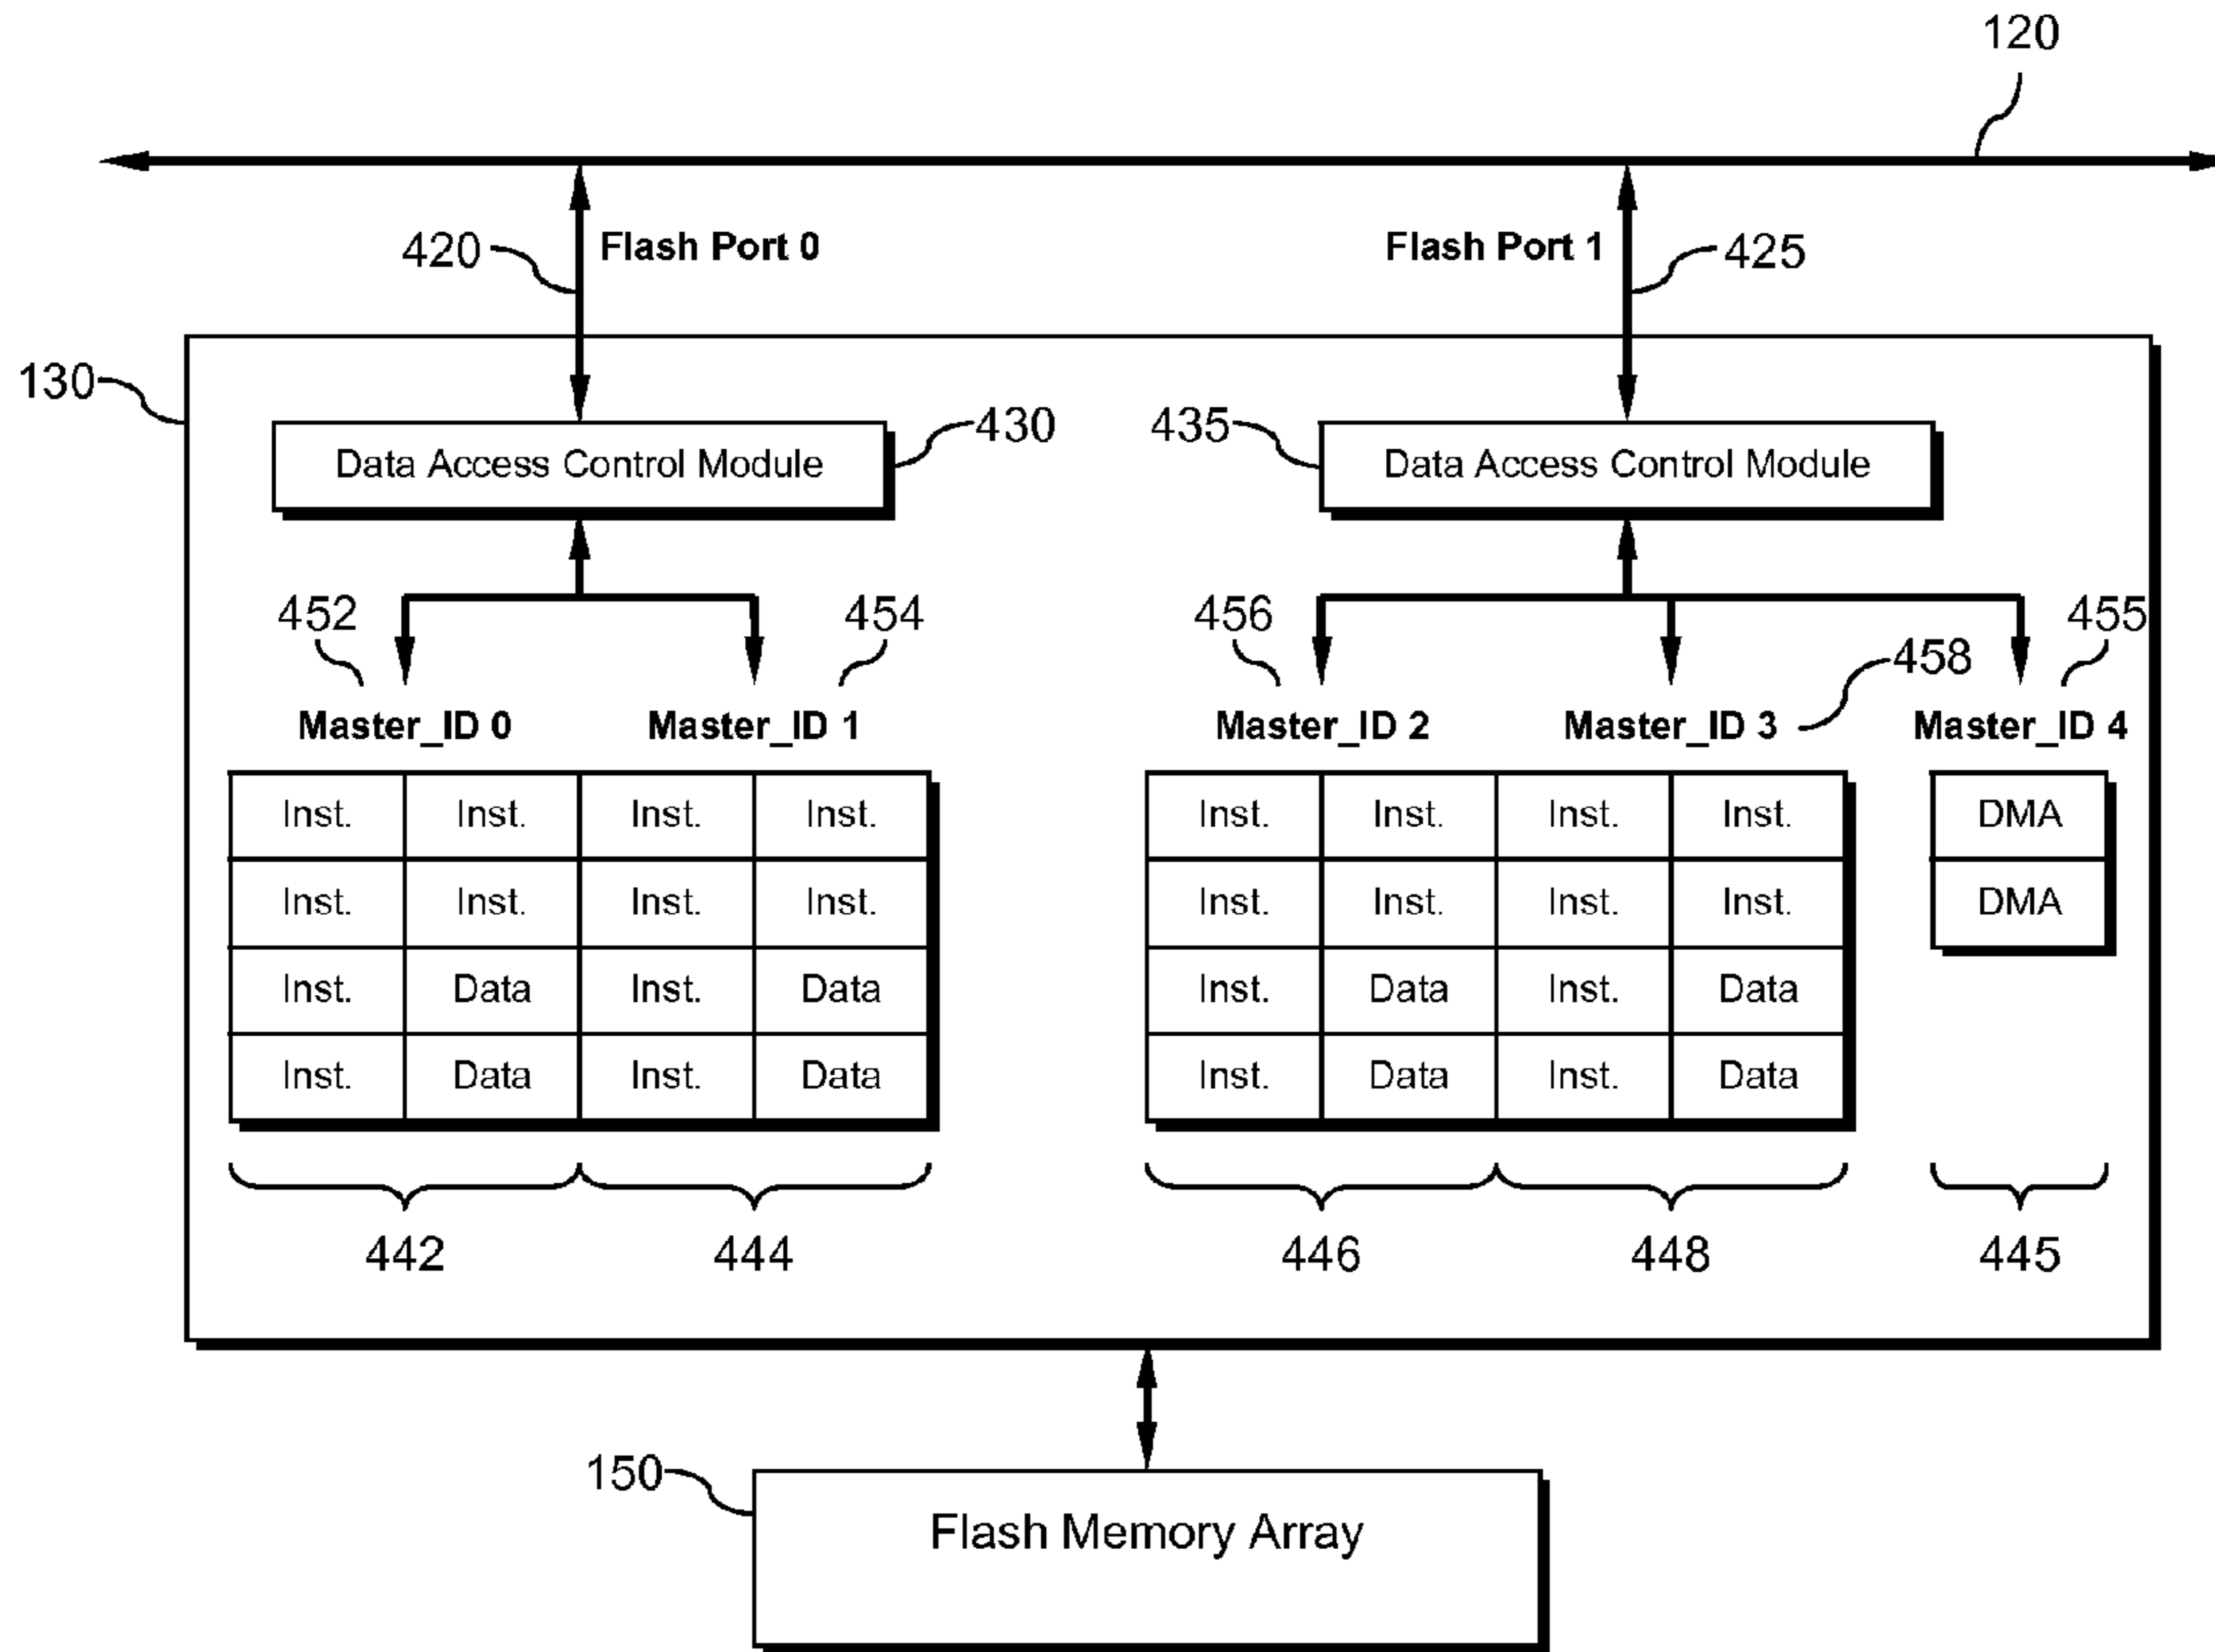 120
420 Flash Port 0 Flash Port 1 425
130
430 435
Data Access Control Module Data Access Control Module
452 454 456 458 455
Master_ID 0 Master_ID 1 Master_ID 2 Master_ID 3 Master_ID 4
Inst. Inst. Inst. Inst. Inst. Inst. Inst. Inst. DMA
Inst. Inst. Inst. Inst. Inst. Inst. Inst. Inst. DMA
Inst. Data Inst. Data Inst. Data Inst. Data
Inst. Data Inst. Data Inst. Data Inst. Data
442 444 446 448 445
150
Flash Memory Array